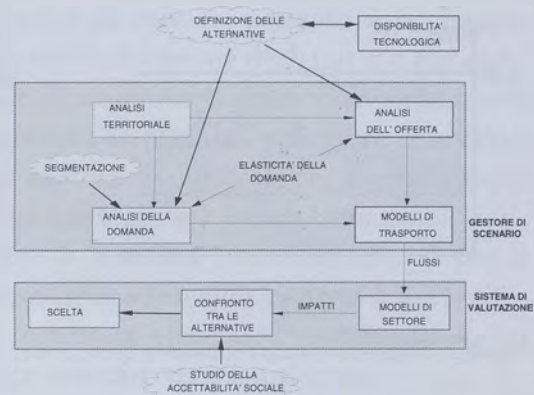 DEFINIZIONE DELLE
ALTERNATIVE
DISPONIBILITA'
TECNOLOGICA
ANALISI
TERRITORIALE
ANALISI
DELL' OFFERTA
SEGMENTAZIONE
ELASTICITA' DELLA
DOMANDA
ANALISI DELLA
DOMANDA
MODELLI DI
TRASPORTO
GESTORE DI
SCENARIO
FLUSSI
SCELTA
CONFRONTO
TRA LE
ALTERNATIVE
IMPATTI
MODELLI DI
SETTORE
SISTEMA DI
VALUTAZIONE
STUDIO DELLA
ACCETTABILITA' SOCIALE